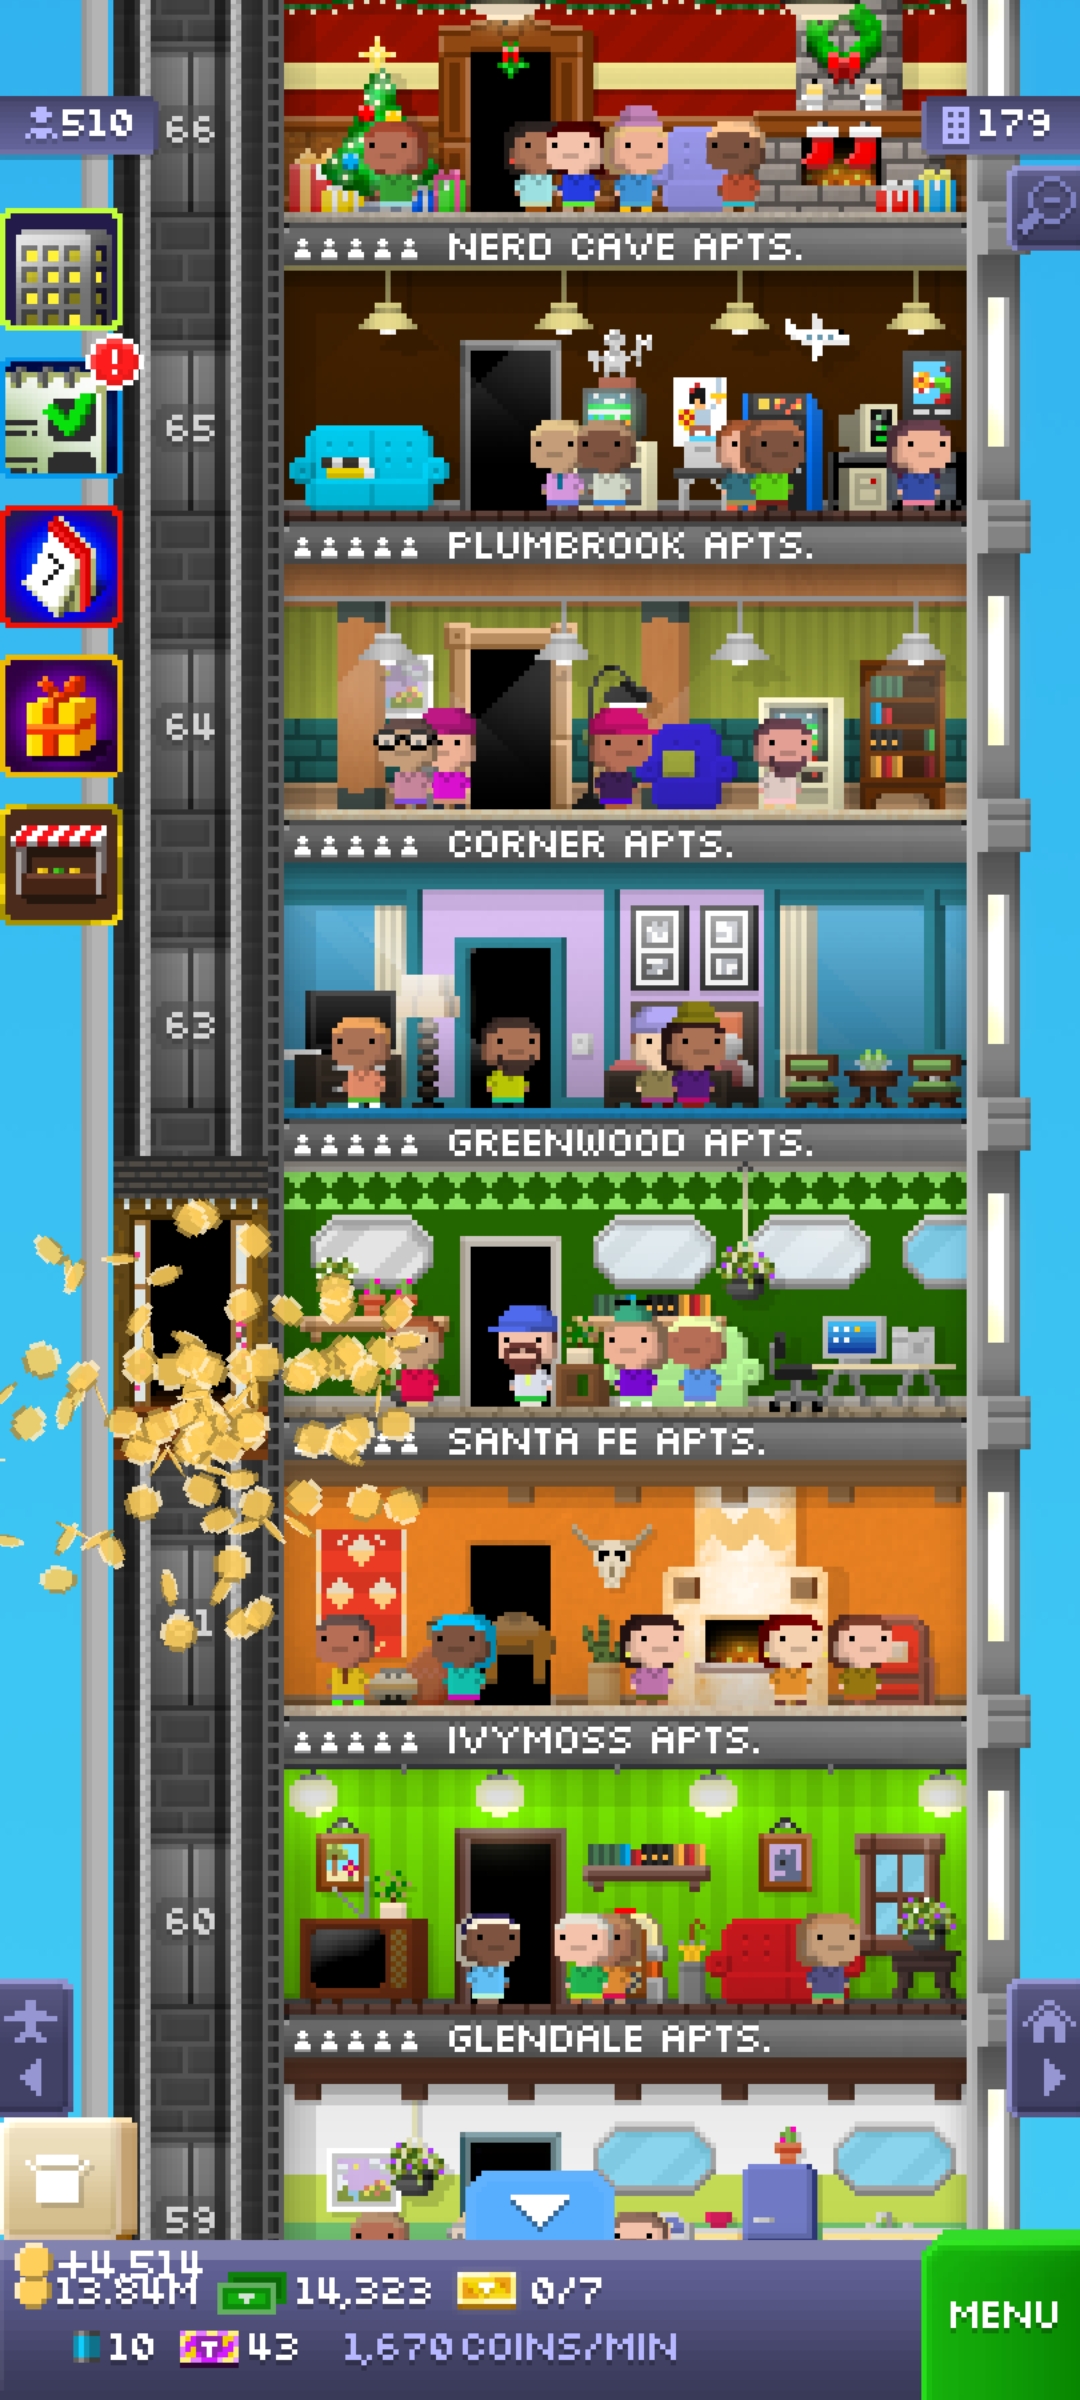 510
66
179
NERD CAVE APTS.
65
PLUMBROOK APTS.
7
64
CORNER APTS.
63
GREENWOOD APTS.
SANTA FE APTS.
1
IVYMOSS APTS.
60
GLENDALE APTS.
59
+4,514
13.84M 14,323 0/7
10 43 1,670 COINS/MIN
MENU